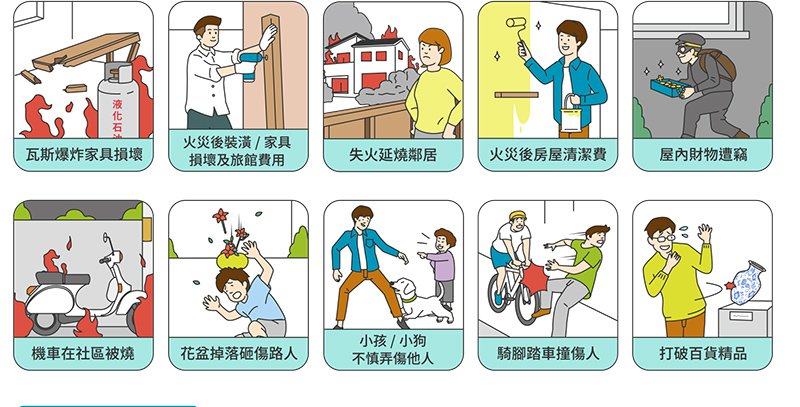 液化石
瓦斯爆炸家具損壞
火災後裝潢 / 家具
損壞及旅館費用
失火延燒鄰居
火災後房屋清潔費
屋內財物遭竊
機車在社區被燒
花盆掉落砸傷路人
小孩 / 小狗
不慎弄傷他人
騎腳踏車撞傷人
打破百貨精品